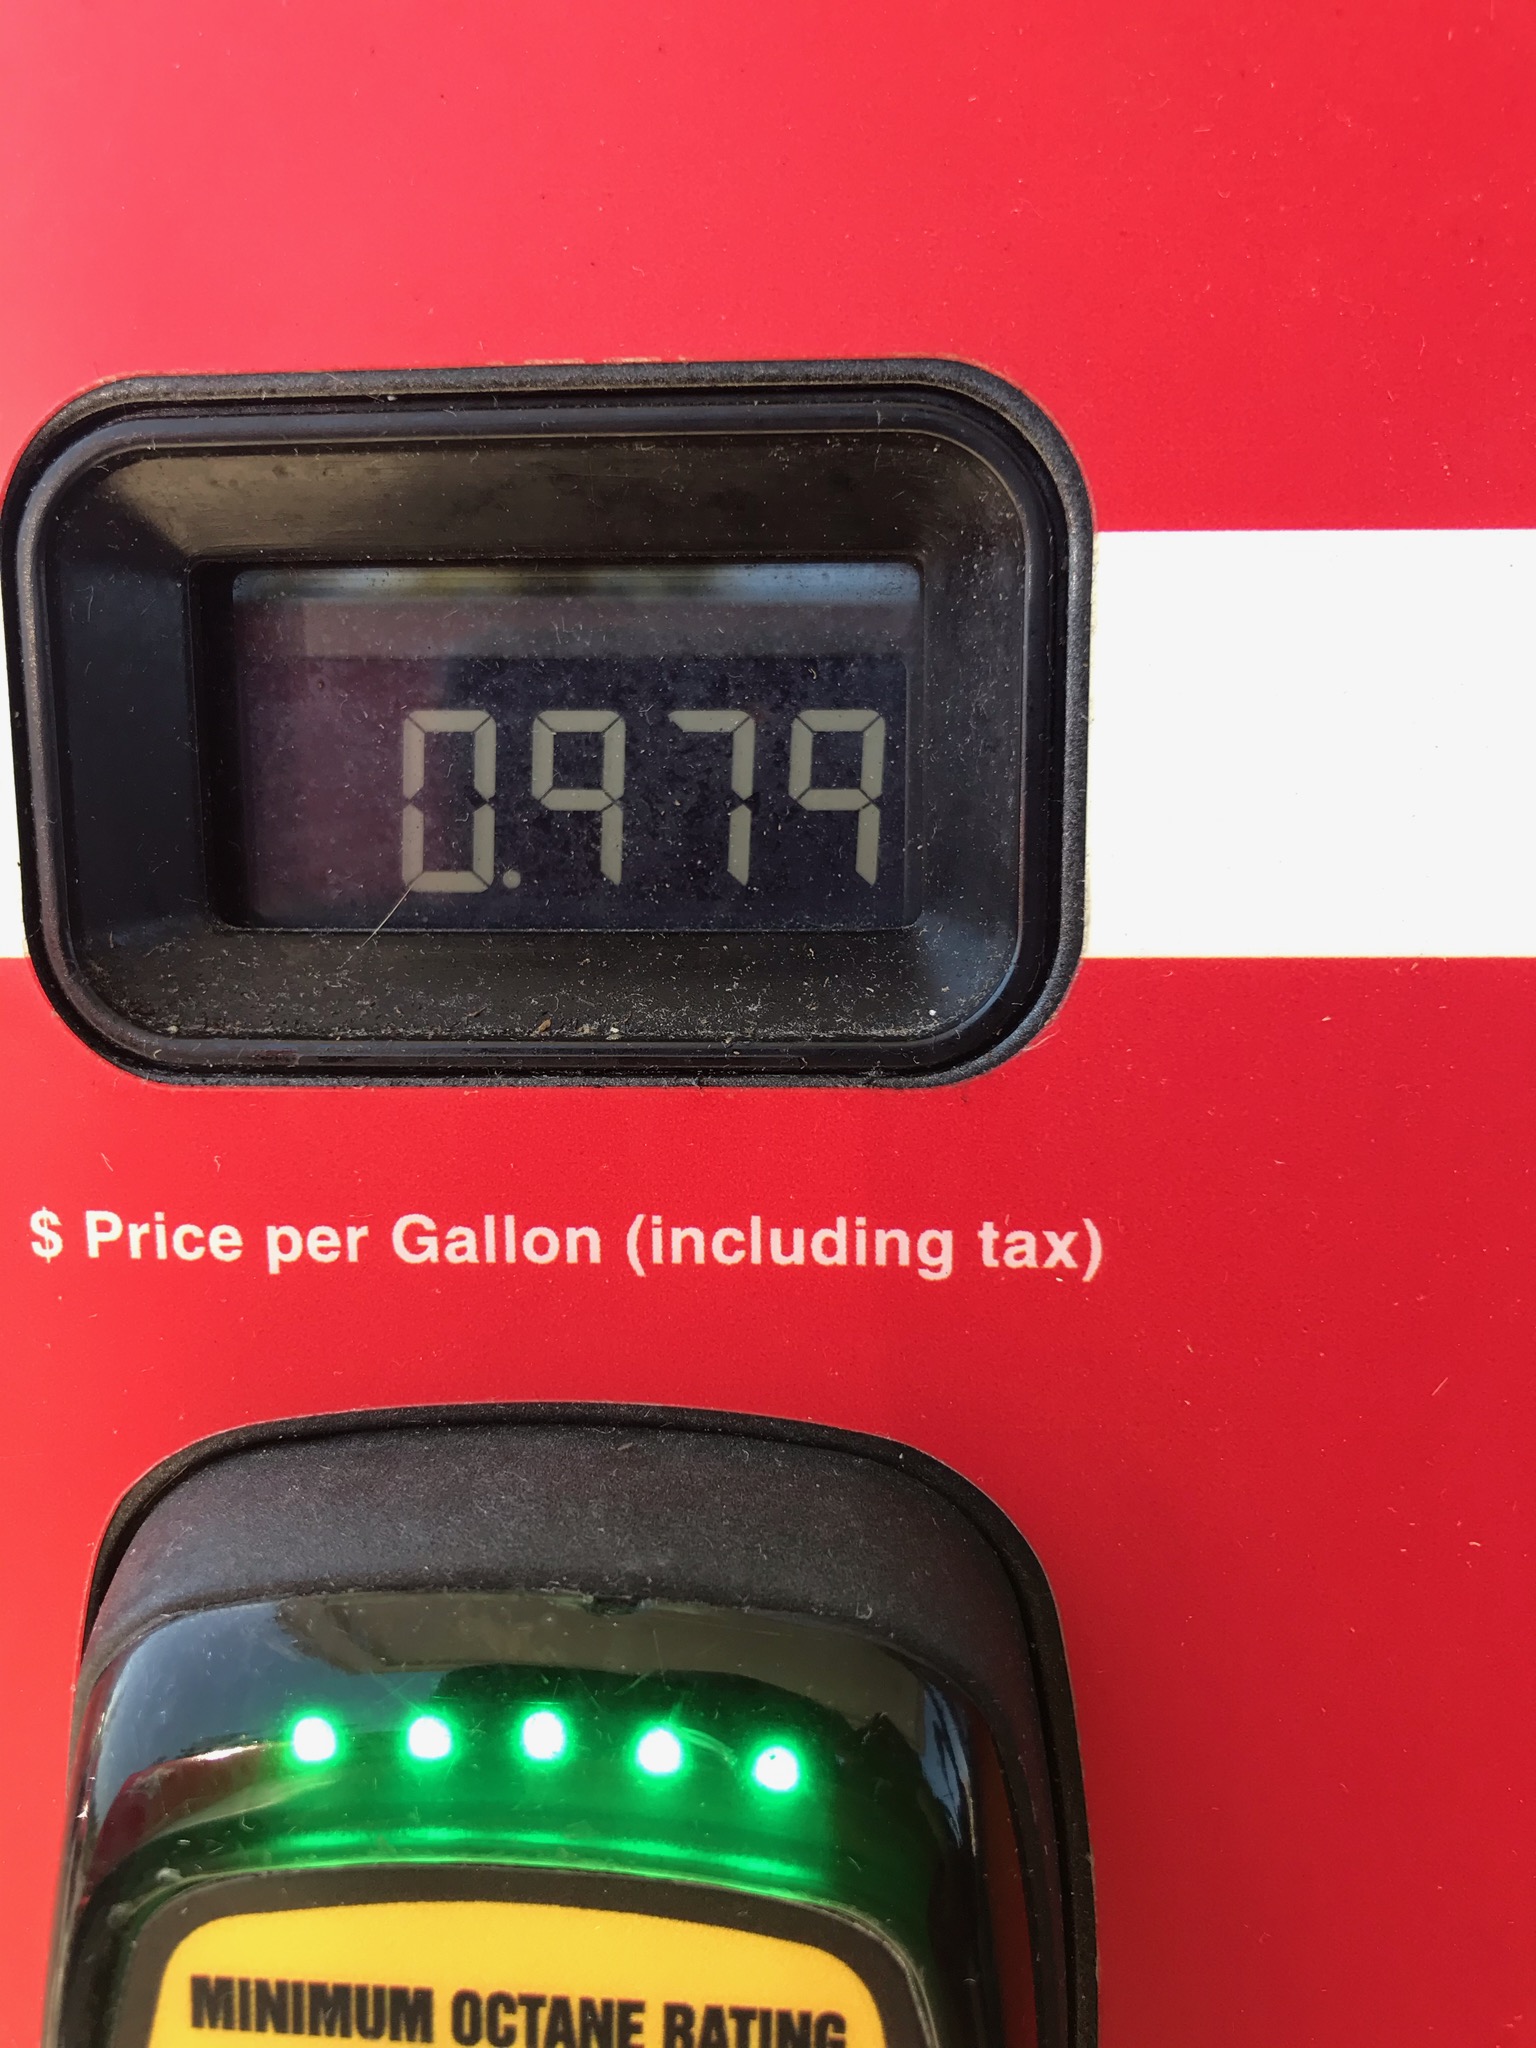 0.979
$ Price per Gallon (including tax)
MINIMUM OCTANE RATING